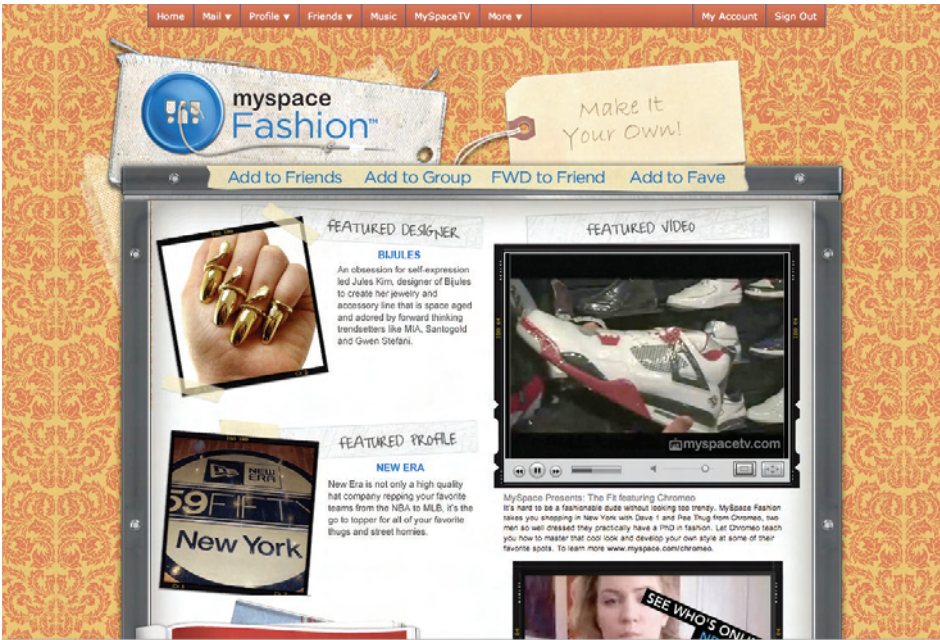 Home Mail Profile Friends Music MySpaceTV More My Account Sign Out
myspace
Fashion™
Make It
Your Own!
Add to Friends Add to Group FWD to Friend Add to Fave
FEATURED DESIGNER
BIJULES
An obsession for self-expression
led Jules Kim, designer of Bijules
to create her jewelry and
accessory line that is space aged
and adored by forward thinking
trendsetters like MIA, Santogold
and Gwen Stefani.
FEATURED VIDEO
myspacetv.com
MySpace Presents: The Fit featuring Chromeo
It's hard to be a fashionable dude without looking too trendy. MySpace Fashion
takes you shopping in New York with Dave 1 and Pee Thug from Chromeo, two
men so well dressed they practically have a PhD in fashion. Let Chromeo teach
you how to master that cool look and develop your own style at some of their
favorite spots. To learn more www.myspace.com/chromeo.
FEATURED PROFILE
NEW ERA
New Era is not only a high quality
hat company repping your favorite
teams from the NBA to MLB, it's the
go to topper for all of your favorite
thugs and street homies.
NEW
ERA
59FIFTY
New York
SEE WHO'S ONLI